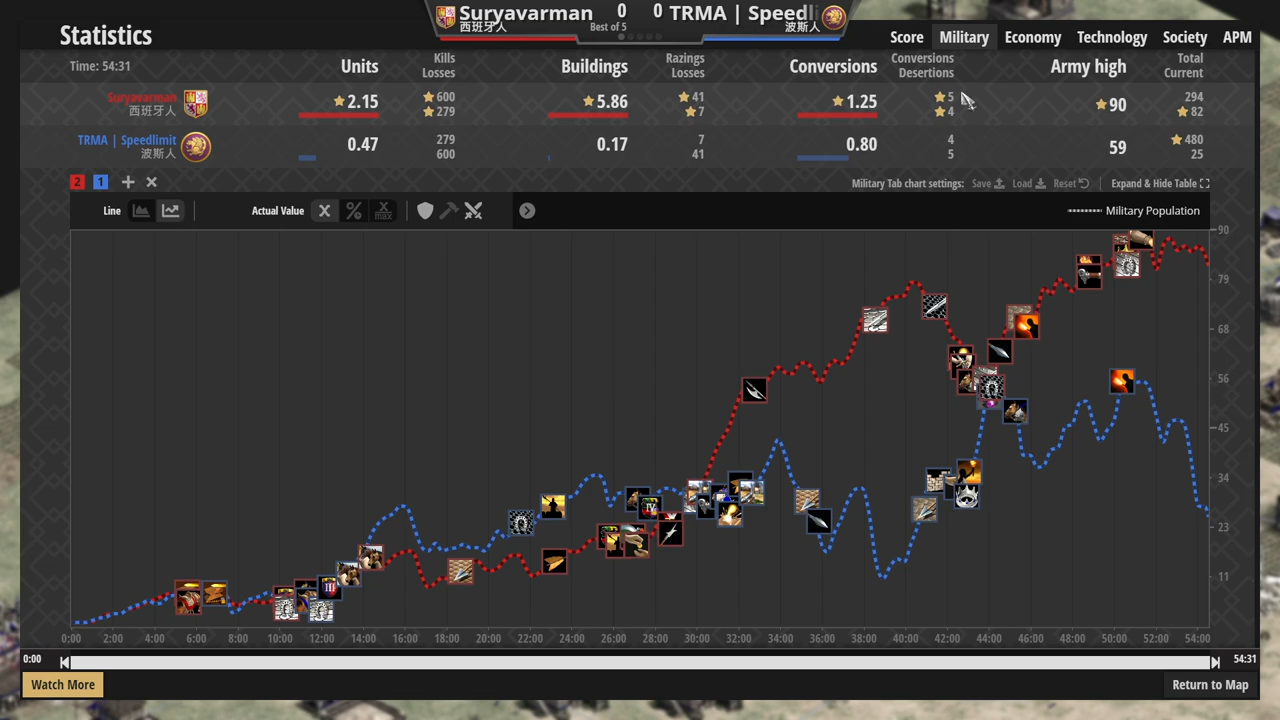 Suryavarman 0 0 TRMA | Speedl
西班牙人 Best of 5 波斯人
Statistics
Score Military Economy Technology Society APM
Time: 54:31
Units Kills Losses Buildings Razings Losses Conversions Conversions Desertions Army high Total Current
Suryavarman
西班牙人
2.15 600 279 5.86 41 7 1.25 5 4 90 294 82
TRMA | Speedlimit
波斯人
0.47 279 600 0.17 7 41 0.80 4 5 59 480 25
2 1
Military Tab chart settings: Save Load Reset Expand & Hide Table
Line Actual Value X % X max Military Population
90
79
68
56
45
34
23
11
IV
III
0:00 2:00 4:00 6:00 8:00 10:00 12:00 14:00 16:00 18:00 20:00 22:00 24:00 26:00 28:00 30:00 32:00 34:00 36:00 38:00 40:00 42:00 44:00 46:00 48:00 50:00 52:00 54:00
0:00 54:31
Watch More Return to Map